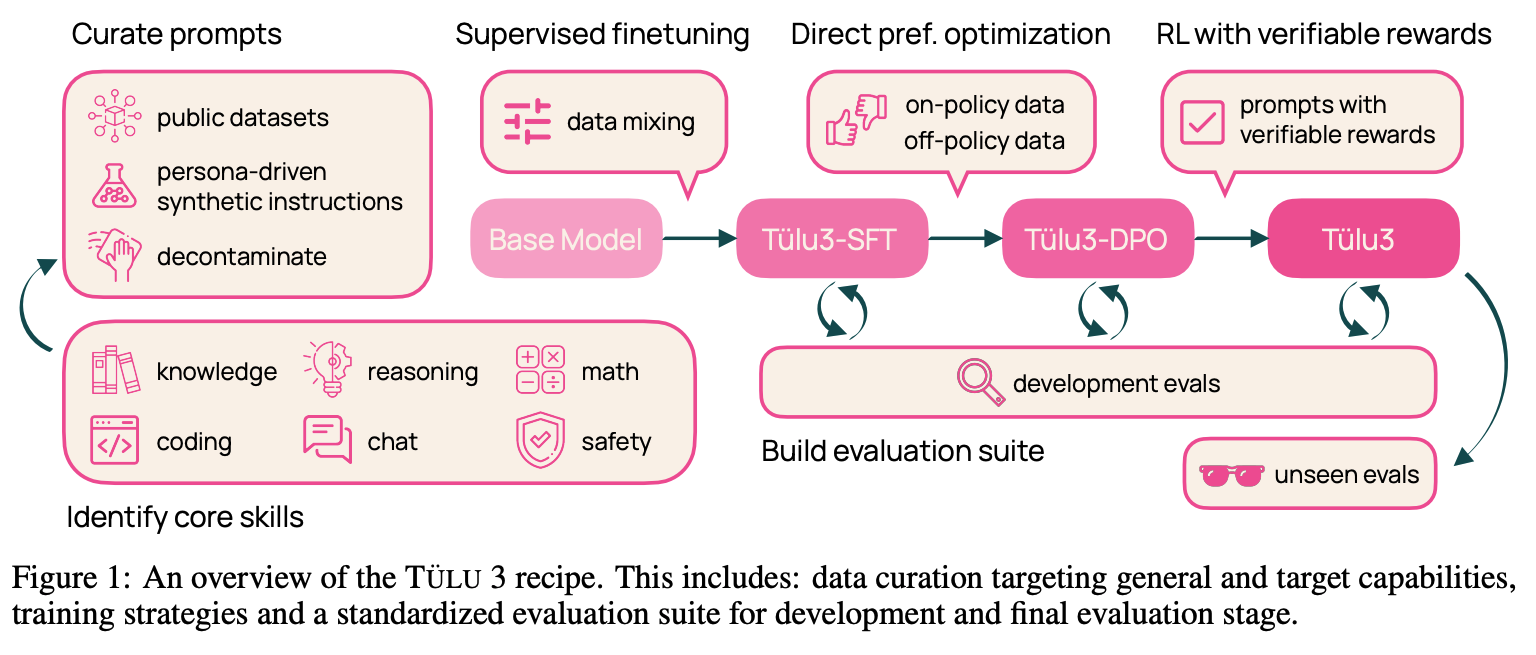 Curate prompts
public datasets
persona-driven
synthetic instructions
decontaminate
knowledge
reasoning
math
coding
chat
safety
Identify core skills
Supervised finetuning
data mixing
Direct pref. optimization
on-policy data
off-policy data
RL with verifiable rewards
prompts with
verifiable rewards
Base Model
Tülu3-SFT
Tülu3-DPO
Tülu3
development evals
Build evaluation suite
unseen evals
Figure 1: An overview of the TÜLU 3 recipe. This includes: data curation targeting general and target capabilities,
training strategies and a standardized evaluation suite for development and final evaluation stage.